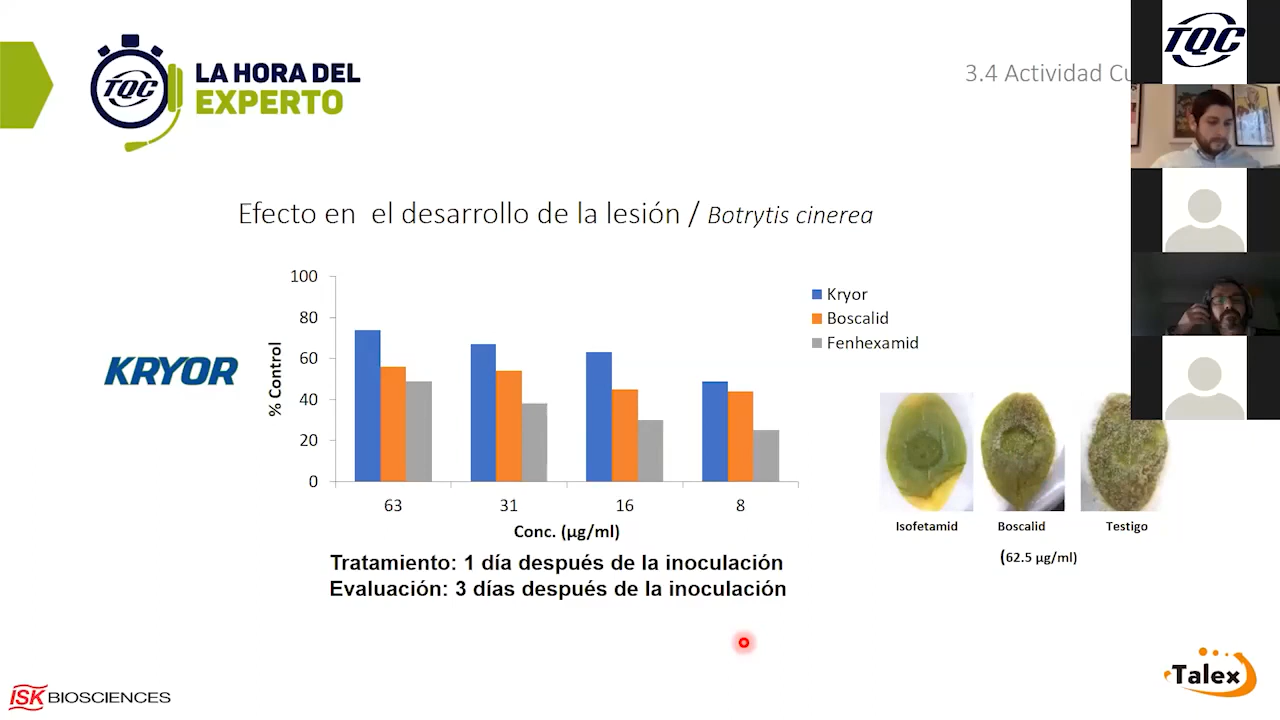 TQC
LA HORA DEL
EXPERTO
3.4 Actividad
TQC
Efecto en el desarrollo de la lesión / Botrytis cinerea
KRYOR
% Control
100
80
60
40
20
0
63 31 16 8
Conc. (µg/ml)
Kryor
Boscalid
Fenhexamid
Tratamiento: 1 día después de la inoculación
Evaluación: 3 días después de la inoculación
Isofetamid Boscalid Testigo
(62.5 µg/ml)
ISK BIOSCIENCES
Talex